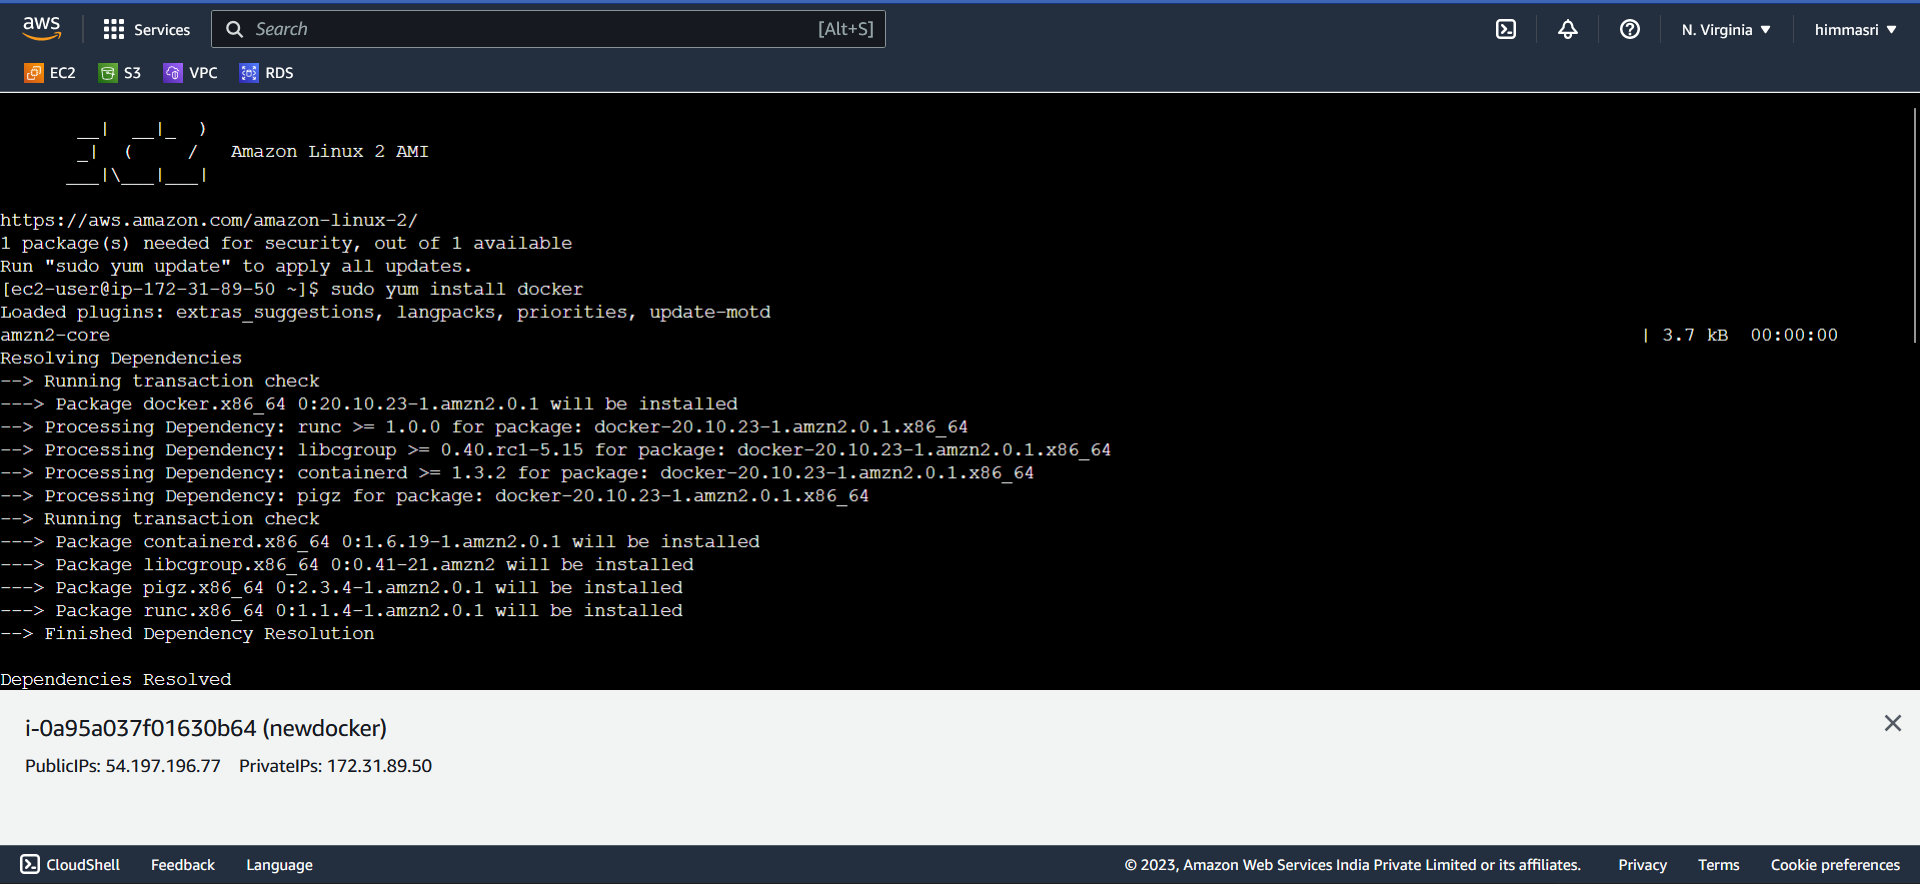 aws Services Search [Alt+S] N. Virginia ▼ himmasri ▼
EC2 S3 VPC RDS
__|  __|_  )
_|  (     /   Amazon Linux 2 AMI
___|\___|___|
https://aws.amazon.com/amazon-linux-2/
1 package(s) needed for security, out of 1 available
Run "sudo yum update" to apply all updates.
[ec2-user@ip-172-31-89-50 ~]$ sudo yum install docker
Loaded plugins: extras_suggestions, langpacks, priorities, update-motd
amzn2-core | 3.7 kB 00:00:00
Resolving Dependencies
--> Running transaction check
---> Package docker.x86_64 0:20.10.23-1.amzn2.0.1 will be installed
--> Processing Dependency: runc >= 1.0.0 for package: docker-20.10.23-1.amzn2.0.1.x86_64
--> Processing Dependency: libcgroup >= 0.40.rc1-5.15 for package: docker-20.10.23-1.amzn2.0.1.x86_64
--> Processing Dependency: containerd >= 1.3.2 for package: docker-20.10.23-1.amzn2.0.1.x86_64
--> Processing Dependency: pigz for package: docker-20.10.23-1.amzn2.0.1.x86_64
--> Running transaction check
---> Package containerd.x86_64 0:1.6.19-1.amzn2.0.1 will be installed
---> Package libcgroup.x86_64 0:0.41-21.amzn2 will be installed
---> Package pigz.x86_64 0:2.3.4-1.amzn2.0.1 will be installed
---> Package runc.x86_64 0:1.1.4-1.amzn2.0.1 will be installed
--> Finished Dependency Resolution
Dependencies Resolved
i-0a95a037f01630b64 (newdocker)
PublicIPs: 54.197.196.77 PrivateIPs: 172.31.89.50
CloudShell Feedback Language © 2023, Amazon Web Services India Private Limited or its affiliates. Privacy Terms Cookie preferences